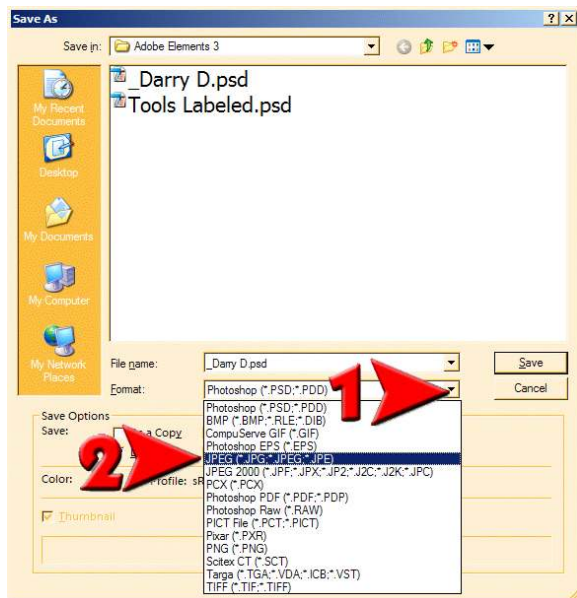 Save As
Save in: Adobe Elements 3
_Darry D.psd
Tools Labeled.psd
My Recent
Documents
Desktop
My Documents
My Computer
My Network
Places
File name: _Darry D.psd Save
Format: Photoshop (*.PSD;*.PDD) Cancel
1
Photoshop (*.PSD;*.PDD)
BMP (*.BMP;*.RLE;*.DIB)
CompuServe GIF (*.GIF)
Photoshop EPS (*.EPS)
JPEG (*.JPG;*.JPEG;*.JPE)
JPEG 2000 (*.JPF;*.JPX;*.JP2;*.J2C;*.J2K;*.JPC)
PCX (*.PCX)
Photoshop PDF (*.PDF;*.PDP)
Photoshop Raw (*.RAW)
PICT File (*.PCT;*.PICT)
Pixar (*.PXR)
PNG (*.PNG)
Scitex CT (*.SCT)
Targa (*.TGA;*.VDA;*.ICB;*.VST)
TIFF (*.TIF;*.TIFF)
Save Options
Save: a Copy
2
Color: Profile:
Thumbnail